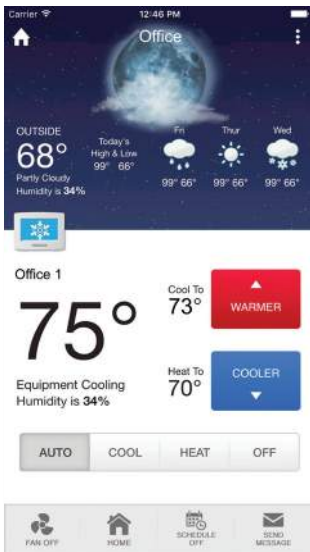 Carrier 12:46 PM
Office
OUTSIDE
68°
Partly Cloudy
Humidity is 34%
Today's
High & Low
99° 66°
Fri
99° 66°
Thur
99° 66°
Wed
99° 66°
Office 1
75°
Equipment Cooling
Humidity is 34%
Cool To
73°
WARMER
Heat To
70°
COOLER
AUTO COOL HEAT OFF
FAN OFF
HOME
SCHEDULE
OFF
SEND
MESSAGE